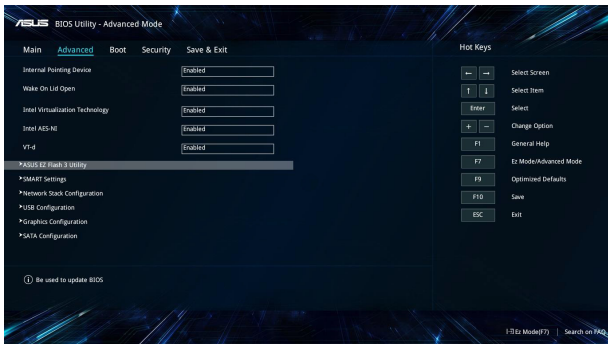 ASUS BIOS Utility - Advanced Mode
Main Advanced Boot Security Save & Exit
Hot Keys
Internal Pointing Device Enabled
Wake On Lid Open Enabled
Intel Virtualization Technology Enabled
Intel AES-NI Enabled
VT-d Enabled
>ASUS EZ Flash 3 Utility
>SMART Settings
>Network Stack Configuration
>USB Configuration
>Graphics Configuration
>SATA Configuration
← → Select Screen
↑ ↓ Select Item
Enter Select
+ − Change Option
F1 General Help
F7 Ez Mode/Advanced Mode
F9 Optimized Defaults
F10 Save
ESC Exit
i Be used to update BIOS
Ez Mode(F7) | Search on FAQ